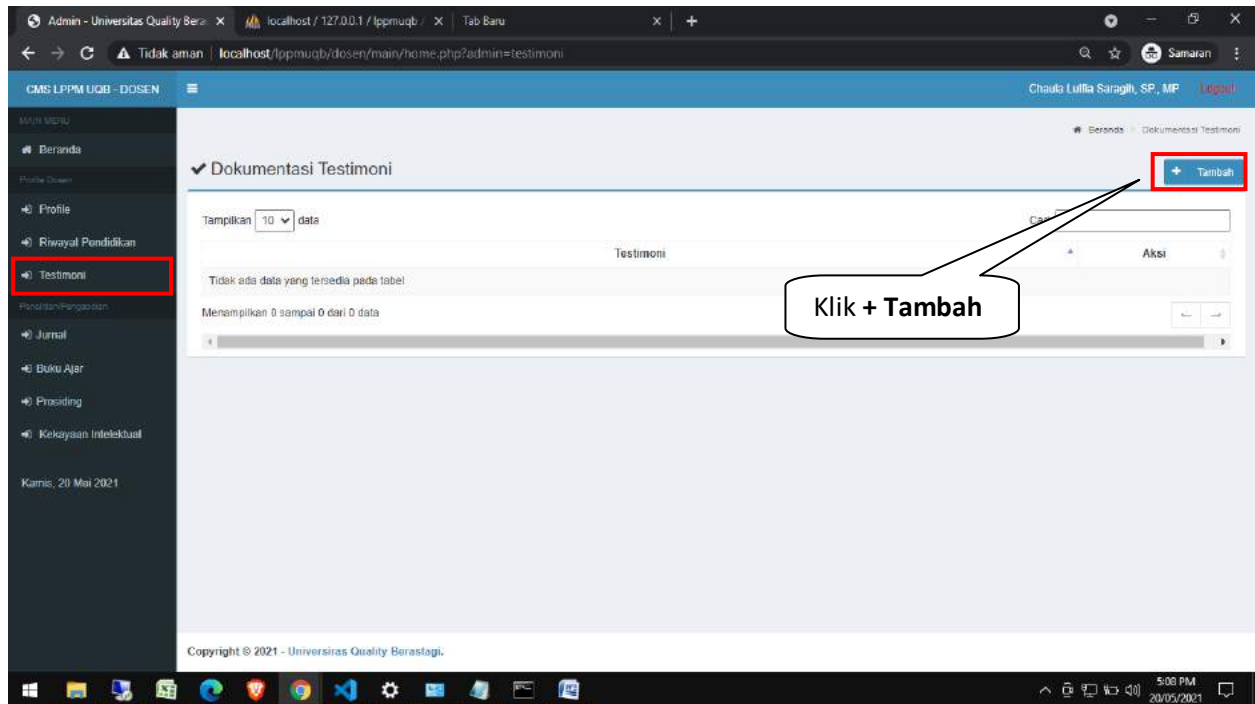 Admin - Universitas Quality Bera
localhost / 127.0.0.1 / lppmuqb /
Tab Baru
Tidak aman
localhost/lppmuqb/dosen/main/home.php?admin=testimoni
Samaran
CMS LPPM UQB - DOSEN
Chaula Lutfia Saragih, SP., MP
Logout
MAIN MENU
Beranda
Dokumentasi Testimoni
Beranda
Dokumentasi Testimoni
+ Tambah
Profile Dosen
Profile
Riwayat Pendidikan
Testimoni
Tampilkan 10 data
Testimoni
Aksi
Tidak ada data yang tersedia pada tabel
Menampilkan 0 sampai 0 dari 0 data
Klik + Tambah
Penelitian/Pengabdian
Jurnal
Buku Ajar
Prosiding
Kekayaan Intelektual
Kamis, 20 Mei 2021
Copyright © 2021 - Universiras Quality Berastagi.
5:08 PM
20/05/2021